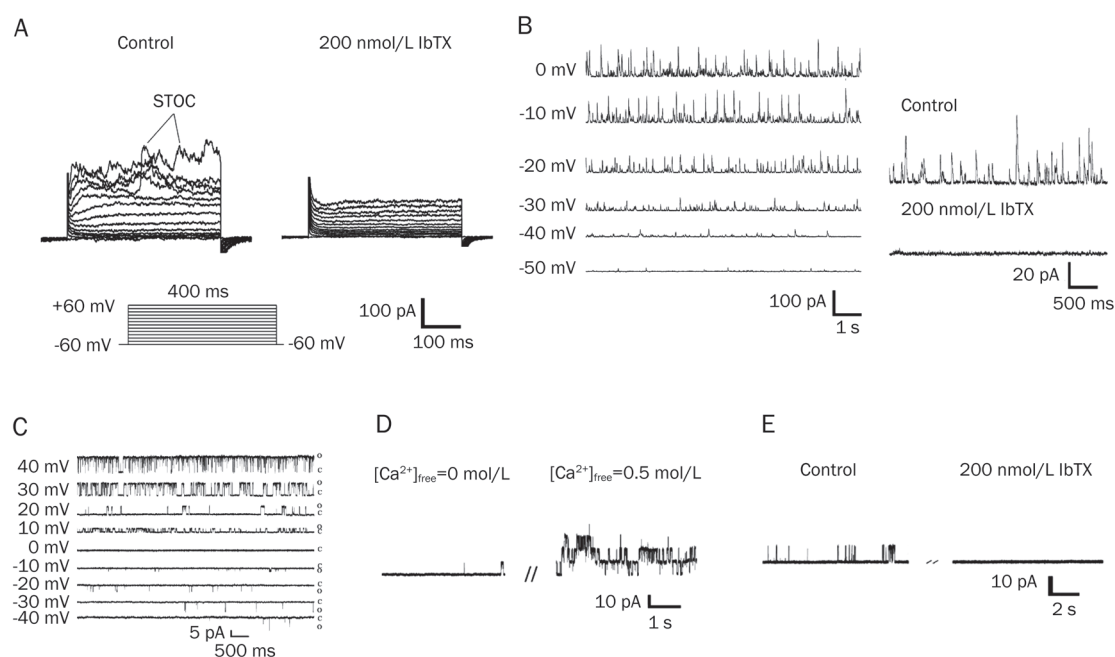 A
Control
200 nmol/L IbTX
STOC
400 ms
+60 mV
-60 mV
-60 mV
100 pA
100 ms
B
0 mV
-10 mV
-20 mV
-30 mV
-40 mV
-50 mV
100 pA
1 s
Control
200 nmol/L IbTX
20 pA
500 ms
C
40 mV
o
c
30 mV
o
c
20 mV
o
c
10 mV
o
c
0 mV
c
-10 mV
c
o
-20 mV
c
o
-30 mV
c
o
-40 mV
c
o
5 pA
500 ms
D
[Ca²⁺]free=0 mol/L
[Ca²⁺]free=0.5 mol/L
//
10 pA
1 s
E
Control
200 nmol/L IbTX
10 pA
2 s